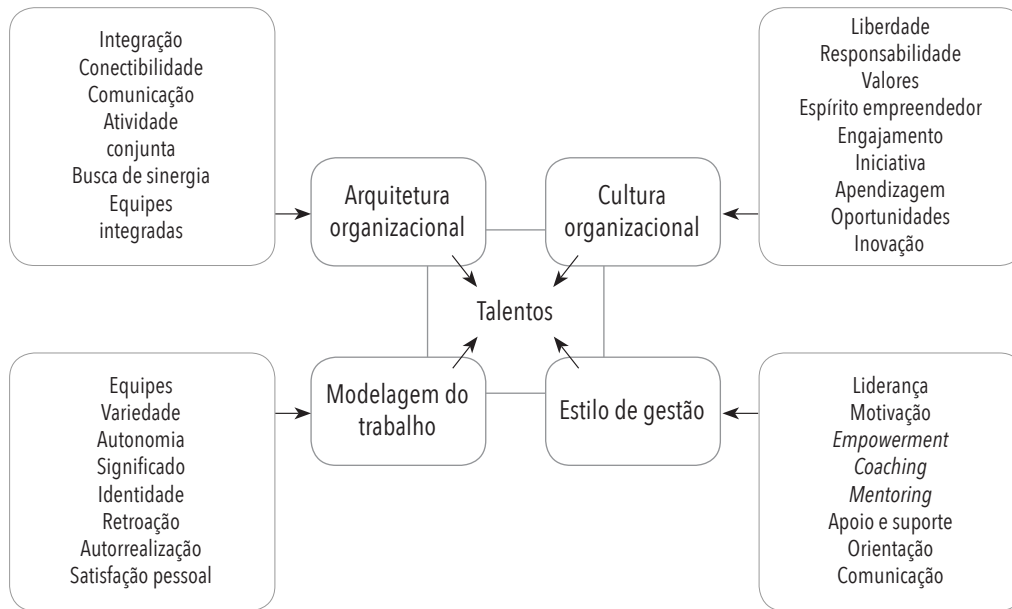 Integração
Conectibilidade
Comunicação
Atividade
conjunta
Busca de sinergia
Equipes
integradas
Arquitetura
organizacional
Cultura
organizacional
Liberdade
Responsabilidade
Valores
Espírito empreendedor
Engajamento
Iniciativa
Apendizagem
Oportunidades
Inovação
Talentos
Equipes
Variedade
Autonomia
Significado
Identidade
Retroação
Autorrealização
Satisfação pessoal
Modelagem do
trabalho
Estilo de gestão
Liderança
Motivação
Empowerment
Coaching
Mentoring
Apoio e suporte
Orientação
Comunicação